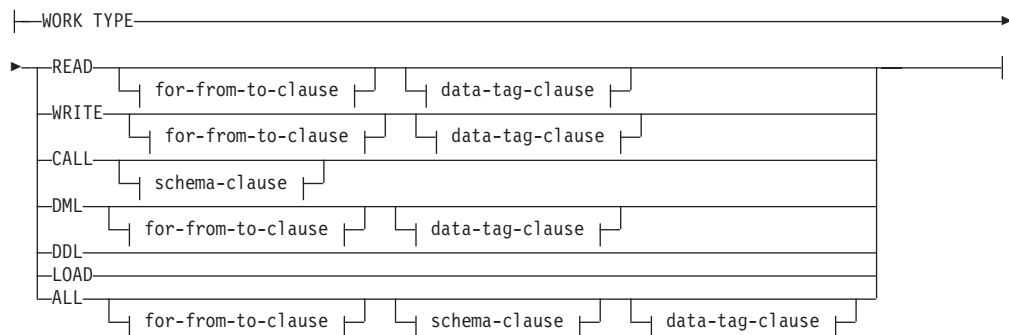 WORK TYPE
READ
for-from-to-clause data-tag-clause
WRITE
for-from-to-clause data-tag-clause
CALL
schema-clause
DML
for-from-to-clause data-tag-clause
DDL
LOAD
ALL
for-from-to-clause schema-clause data-tag-clause